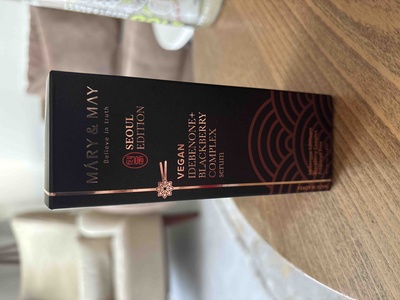 MARY & MAY
Believe in truth
SEOUL
EDITION
VEGAN
IDEBENONE+
BLACKBERRY
COMPLEX
serum